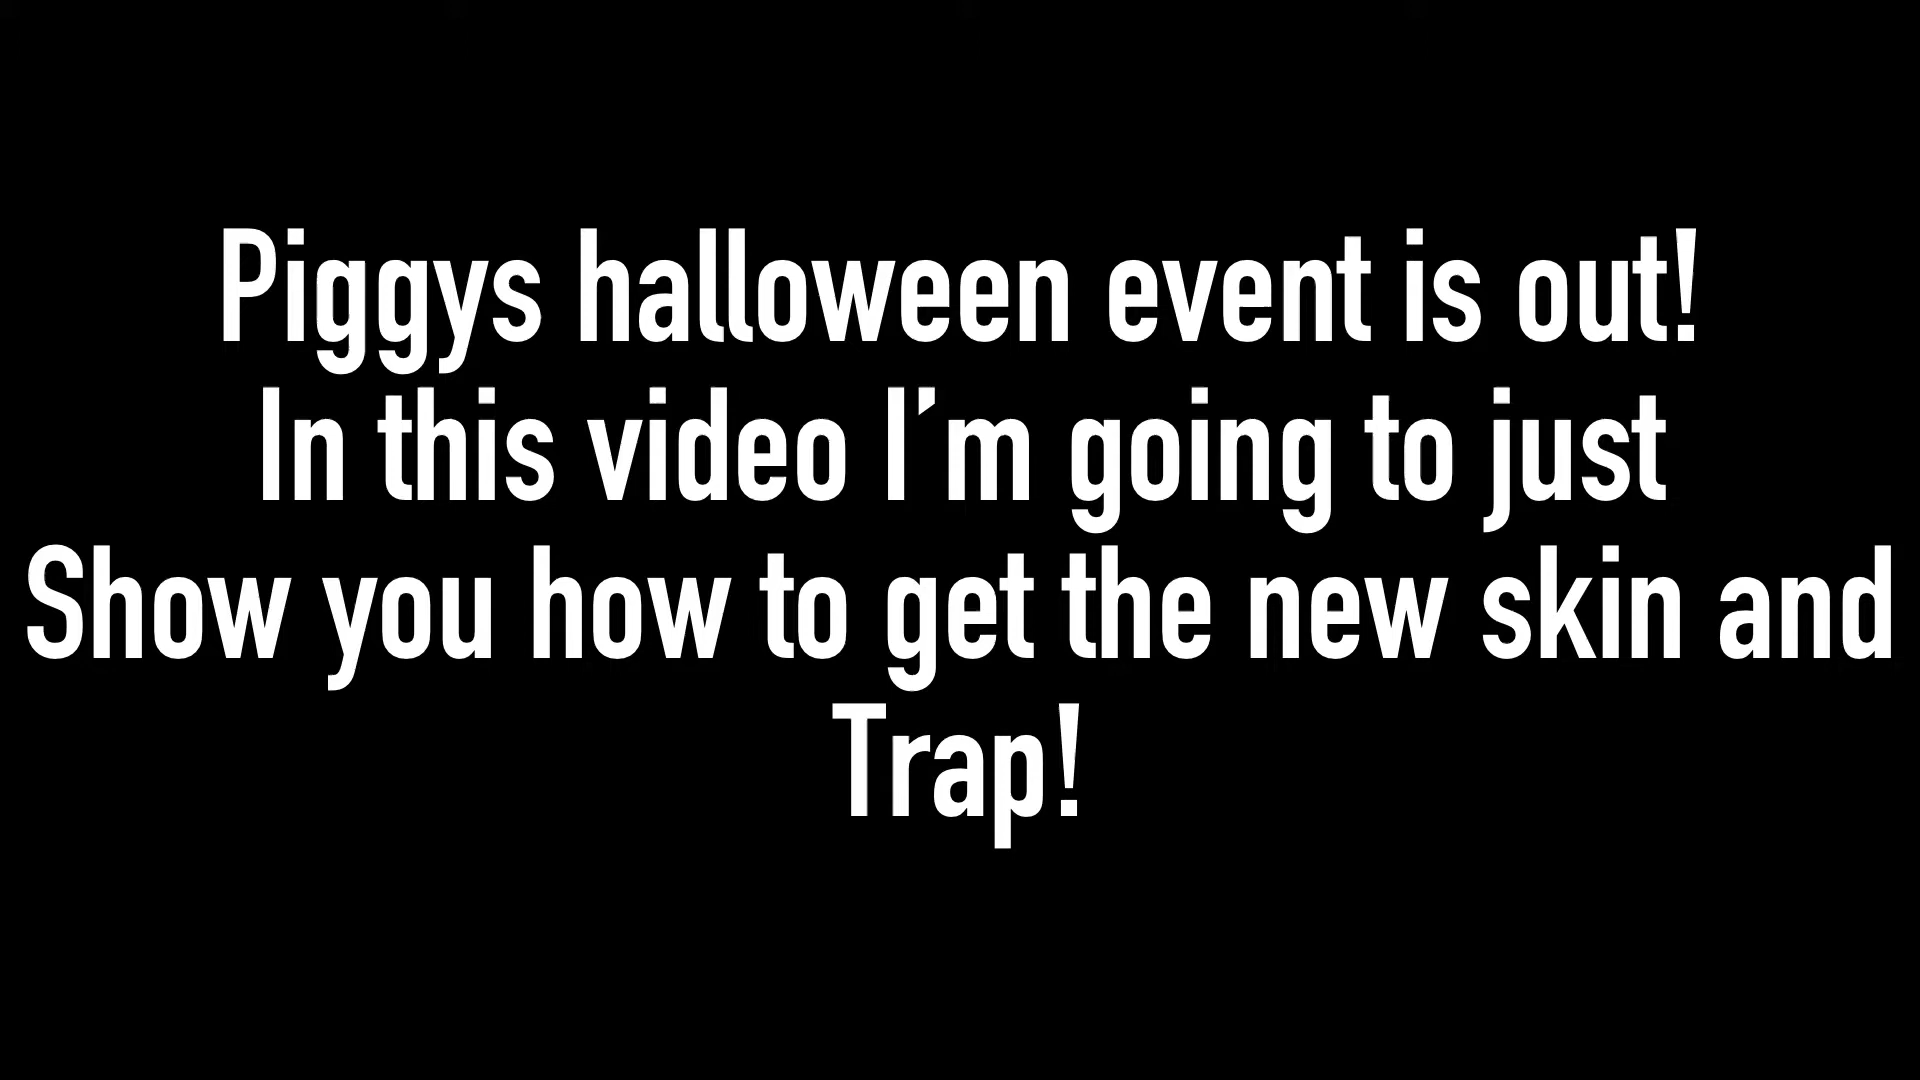 Piggys halloween event is out!
In this video I'm going to just
Show you how to get the new skin and
Trap!